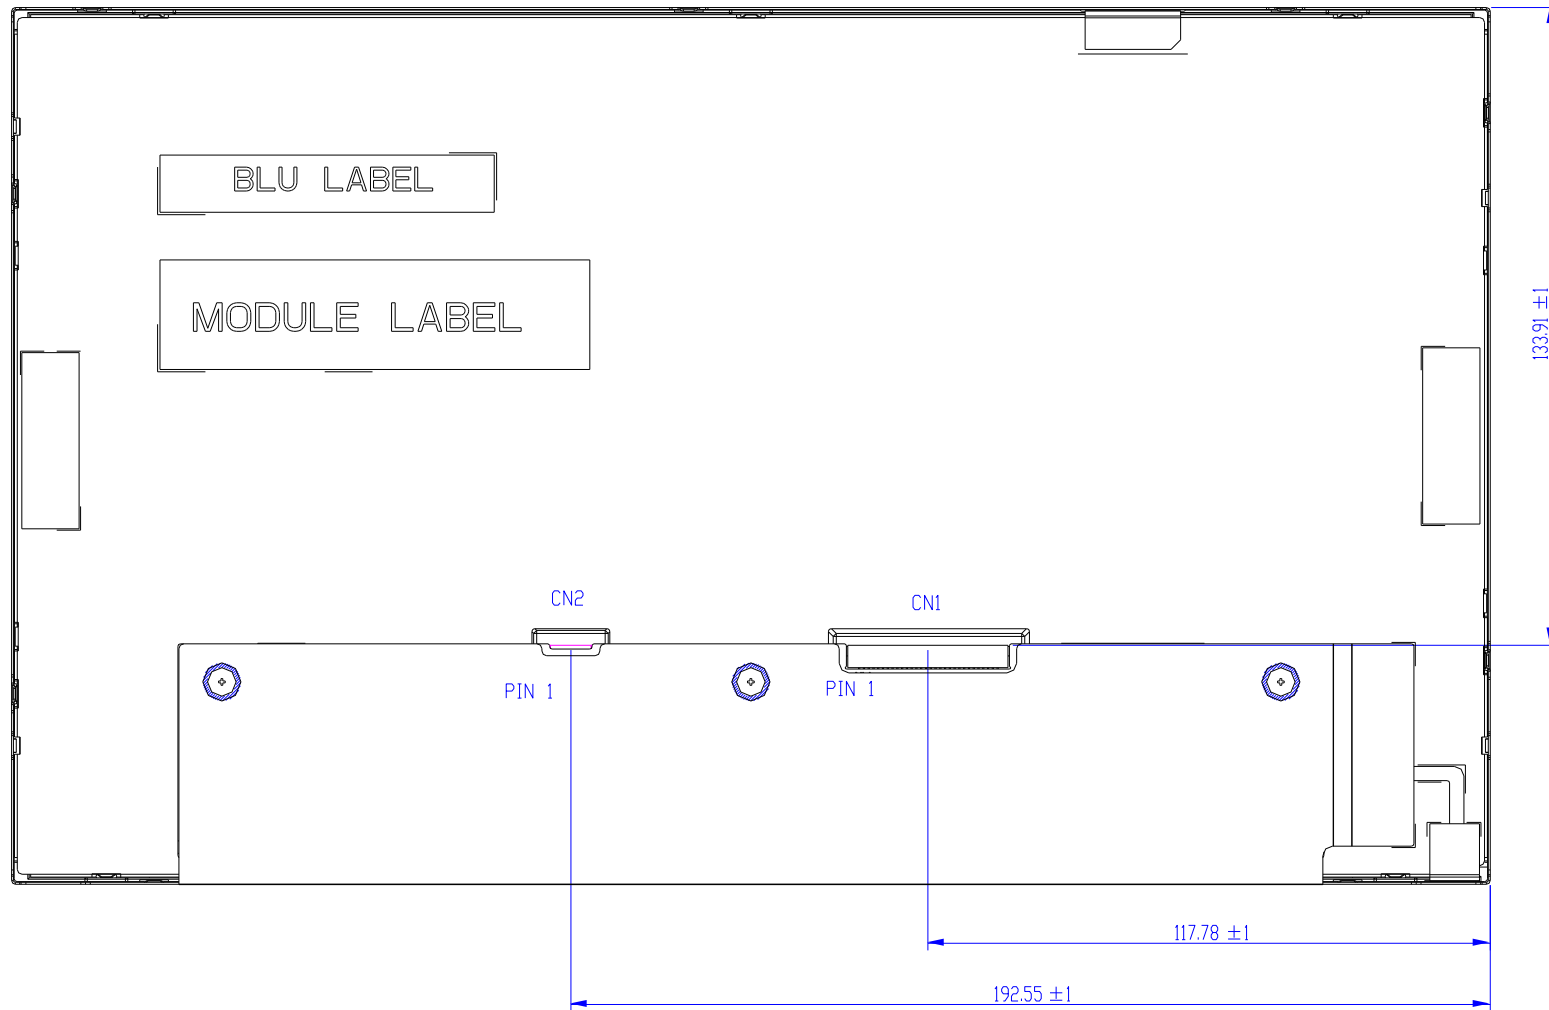 BLU LABEL
MODULE LABEL
133.91 ±1
CN2
CN1
PIN 1
PIN 1
117.78 ±1
192.55 ±1